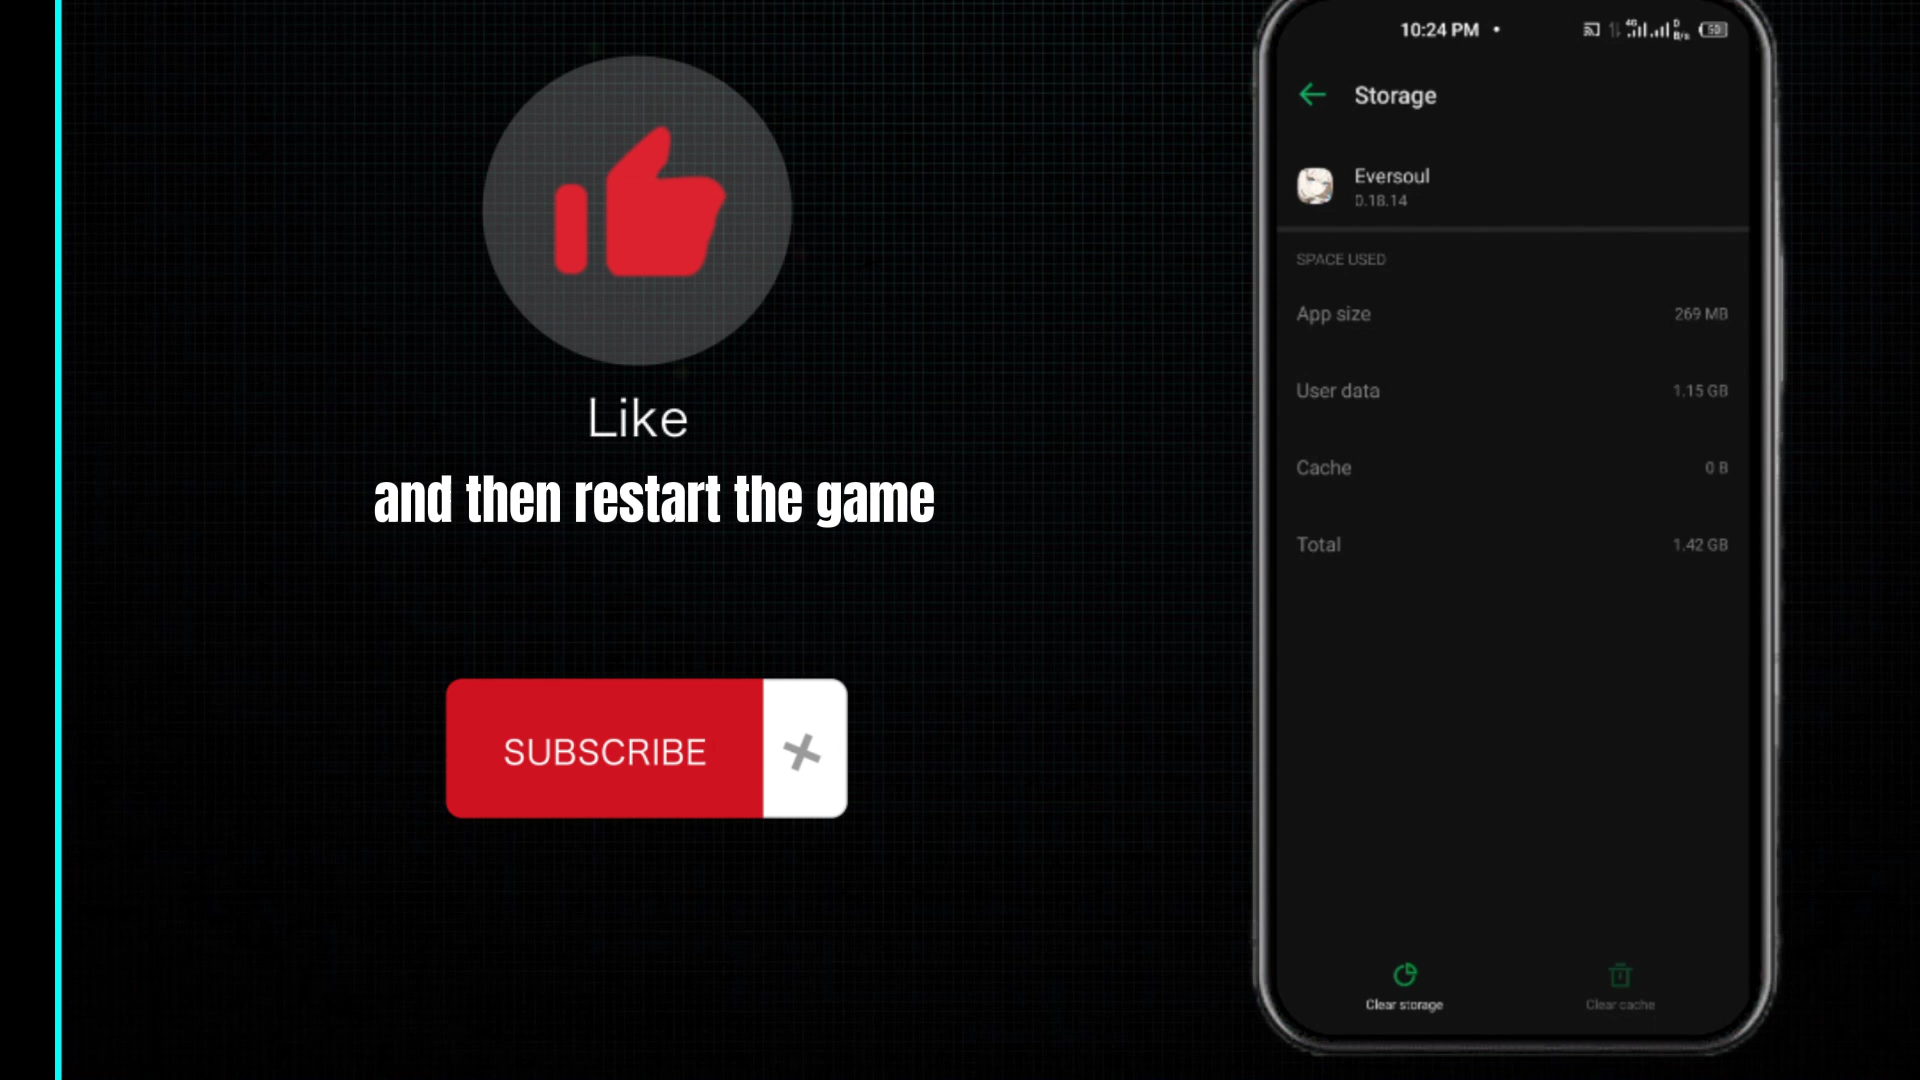 Like
and then restart the game
SUBSCRIBE
10:24 PM
Storage
Eversoul
0.18.14
SPACE USED
App size 269 MB
User data 1.15 GB
Cache 0 B
Total 1.42 GB
Clear storage
Clear cache